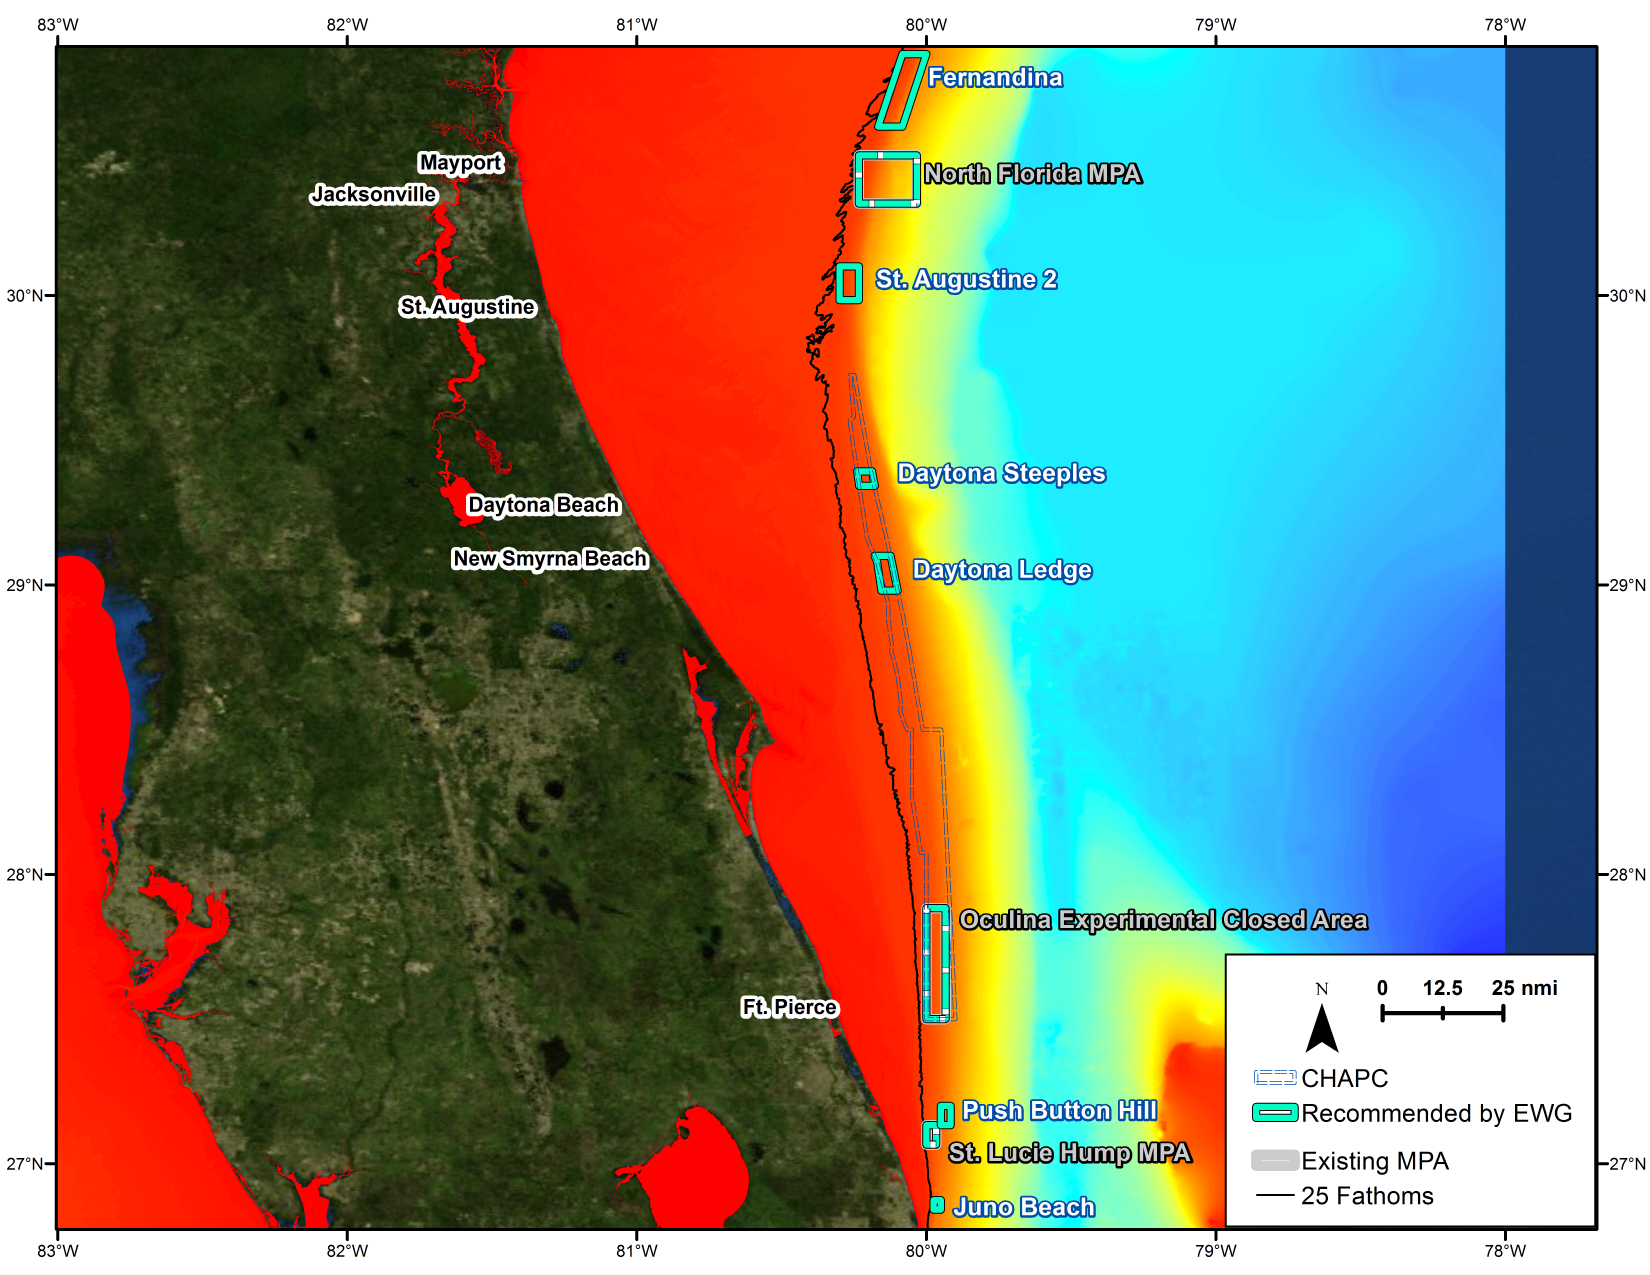 83°W 82°W 81°W 80°W 79°W 78°W
Fernandina
Mayport
North Florida MPA
Jacksonville
St. Augustine 2
30°N 30°N
St. Augustine
Daytona Steeples
Daytona Beach
New Smyrna Beach
Daytona Ledge
29°N 29°N
28°N 28°N
Oculina Experimental Closed Area
Ft. Pierce
N
0 12.5 25 nmi
CHAPC
Recommended by EWG
Existing MPA
25 Fathoms
Push Button Hill
St. Lucie Hump MPA
27°N 27°N
Juno Beach
83°W 82°W 81°W 80°W 79°W 78°W